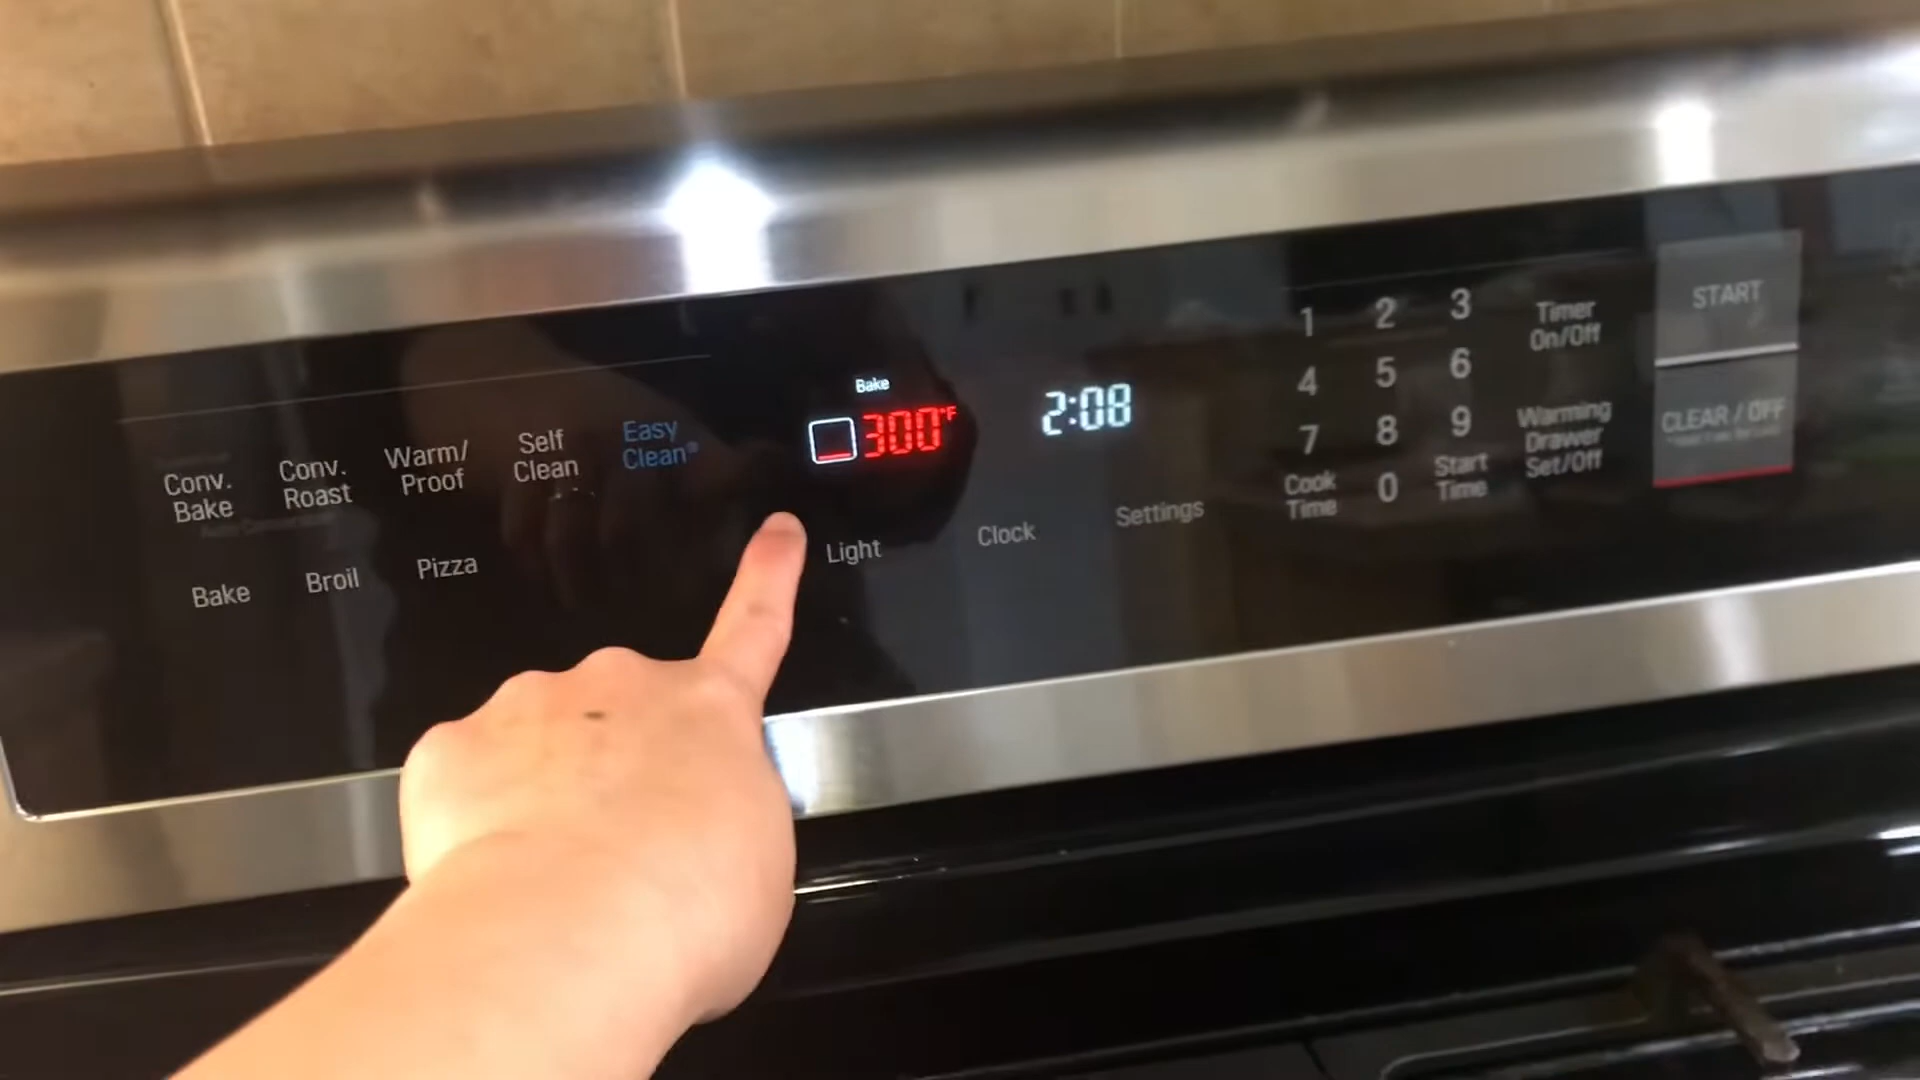 Conv.
Bake
Conv.
Roast
Warm/
Proof
Self
Clean
Easy
Clean®
Bake
Broil
Pizza
Bake
300°F
2:08
Light
Clock
Settings
1 2 3
4 5 6
7 8 9
Cook
Time
0
Start
Time
Timer
On/Off
Warming
Drawer
Set/Off
START
CLEAR / OFF